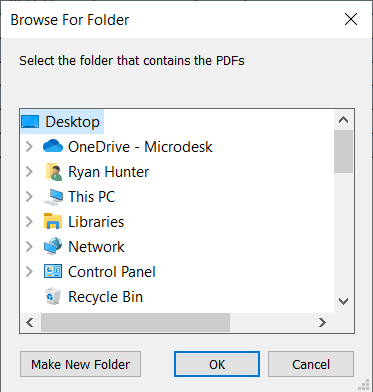 Browse For Folder
Select the folder that contains the PDFs
Desktop
OneDrive - Microdesk
Ryan Hunter
This PC
Libraries
Network
Control Panel
Recycle Bin
Make New Folder OK Cancel